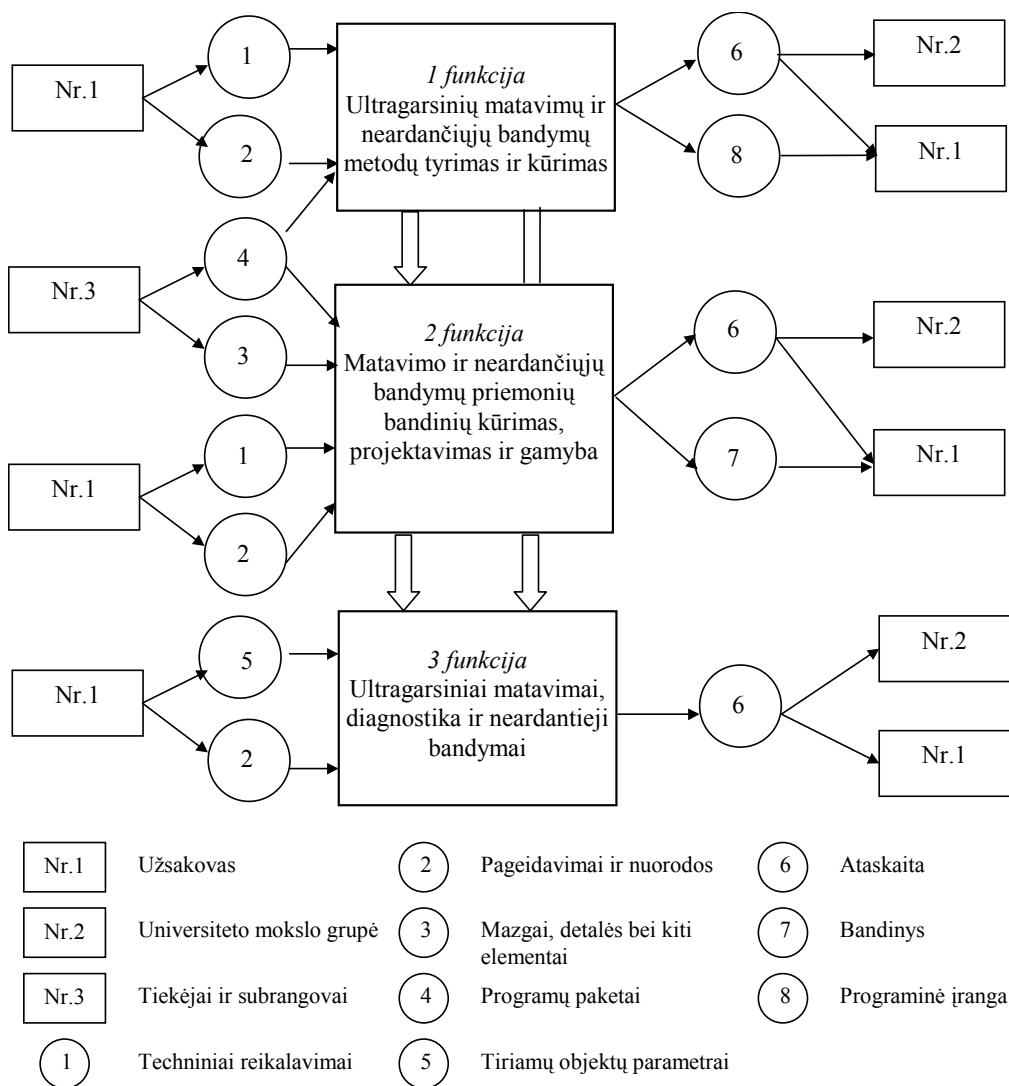 Nr.1
1
2
1 funkcija
Ultragarsinių matavimų ir
neardančiųjų bandymų
metodų tyrimas ir kūrimas
6
8
Nr.2
Nr.1
Nr.3
4
3
Nr.1
1
2
2 funkcija
Matavimo ir neardančiųjų
bandymų priemonių
bandinių kūrimas,
projektavimas ir gamyba
6
7
Nr.2
Nr.1
Nr.1
5
2
3 funkcija
Ultragarsiniai matavimai,
diagnostika ir neardantieji
bandymai
6
Nr.2
Nr.1
Nr.1 Užsakovas
Nr.2 Universiteto mokslo grupė
Nr.3 Tiekėjai ir subrangovai
1 Techniniai reikalavimai
2 Pageidavimai ir nuorodos
3 Mazgai, detalės bei kiti
elementai
4 Programų paketai
5 Tiriamų objektų parametrai
6 Ataskaita
7 Bandinys
8 Programinė įranga